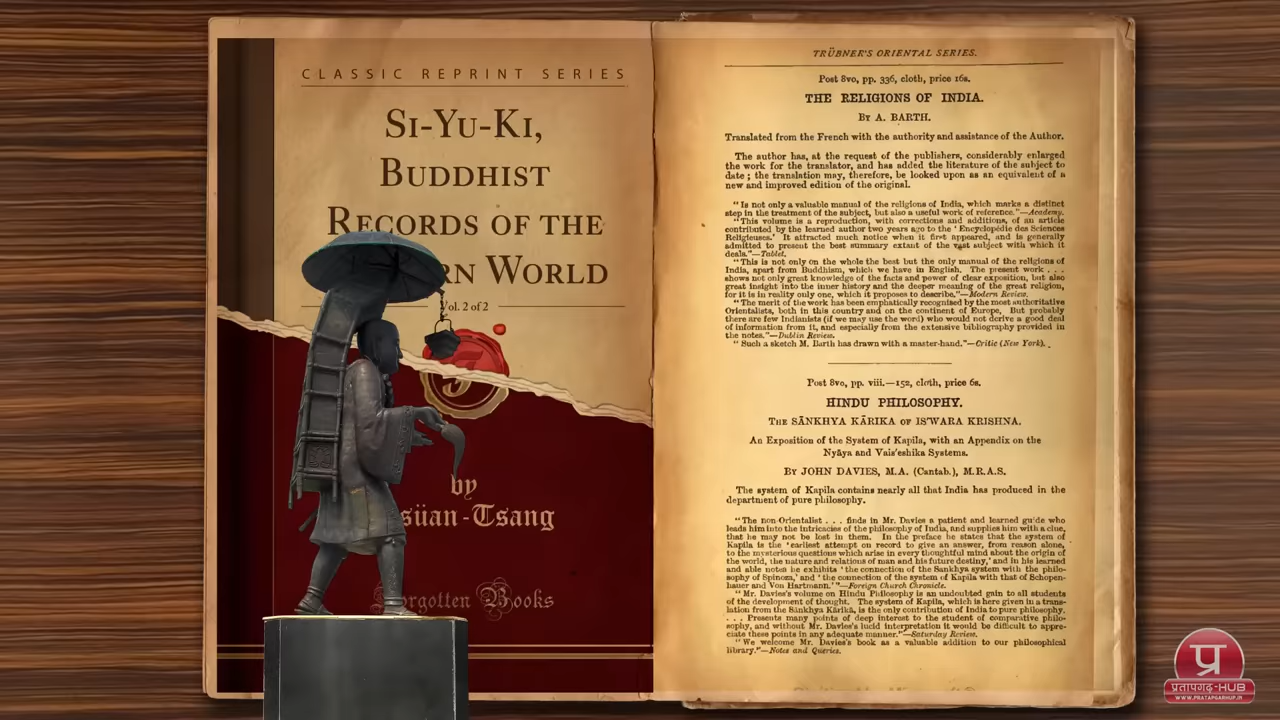 CLASSIC REPRINT SERIES
SI-YU-KI,
BUDDHIST
RECORDS OF THE
RN WORLD
Vol. 2 of 2
by
süan-Tsang
orgotten Books
TRÜBNER'S ORIENTAL SERIES.
Post 8vo, pp. 336, cloth, price 16s.
THE RELIGIONS OF INDIA.
BY A. BARTH.
Translated from the French with the authority and assistance of the Author.
The author has, at the request of the publishers, considerably enlarged
the work for the translator, and has added the literature of the subject to
date ; the translation may, therefore, be looked upon as an equivalent of a
new and improved edition of the original.
"Is not only a valuable manual of the religions of India, which marks a distinct
step in the treatment of the subject, but also a useful work of reference."—Academy.
"This volume is a reproduction, with corrections and additions, of an article
contributed by the learned author two years ago to the 'Encyclopédie des Sciences
Religieuses.' It attracted much notice when it first appeared, and is generally
admitted to present the best summary extant of the vast subject with which it
deals."—Tablet.
"This is not only on the whole the best but the only manual of the religions of
India, apart from Buddhism, which we have in English. The present work . . .
shows not only great knowledge of the facts and power of clear exposition, but also
great insight into the inner history and the deeper meaning of the great religion,
for it is in reality only one, which it proposes to describe."—Modern Review.
"The merit of the work has been emphatically recognised by the most authoritative
Orientalists, both in this country and on the continent of Europe, But probably
there are few Indianists (if we may use the word) who would not derive a good deal
of information from it, and especially from the extensive bibliography provided in
the notes."—Dublin Review.
"Such a sketch M. Barth has drawn with a master-hand."—Critic (New York).
Post 8vo, pp. viii.—152, cloth, price 6s.
HINDU PHILOSOPHY.
THE SĀNKHYA KĀRIKA OF IS'WARA KRISHNA.
An Exposition of the System of Kapila, with an Appendix on the
Nyāya and Vais'eshika Systems.
BY JOHN DAVIES, M.A. (Cantab.), M.R.A.S.
The system of Kapila contains nearly all that India has produced in the
department of pure philosophy.
"The non-Orientalist . . . finds in Mr. Davies a patient and learned guide who
leads him into the intricacies of the philosophy of India, and supplies him with a clue,
that he may not be lost in them. In the preface he states that the system of
Kapila is the 'earliest attempt on record to give an answer, from reason alone,
to the mysterious questions which arise in every thoughtful mind about the origin of
the world, the nature and relations of man and his future destiny,' and in his learned
and able notes he exhibits 'the connection of the Sankhya system with the philo-
sophy of Spinoza,' and 'the connection of the system of Kapila with that of Schopen-
hauer and Von Hartmann.'"—Foreign Church Chronicle.
"Mr. Davies's volume on Hindu Philosophy is an undoubted gain to all students
of the development of thought. The system of Kapila, which is here given in a trans-
lation from the Sānkhya Kārikā, is the only contribution of India to pure philosophy.
. . . Presents many points of deep interest to the student of comparative philo-
sophy, and without Mr. Davies's lucid interpretation it would be difficult to appre-
ciate these points in any adequate manner."—Saturday Review.
"We welcome Mr. Davies's book as a valuable addition to our philosophical
library."—Notes and Queries.
प्र
प्रतापगढ़-HUB
WWW.PRATAPGARHUP.IN